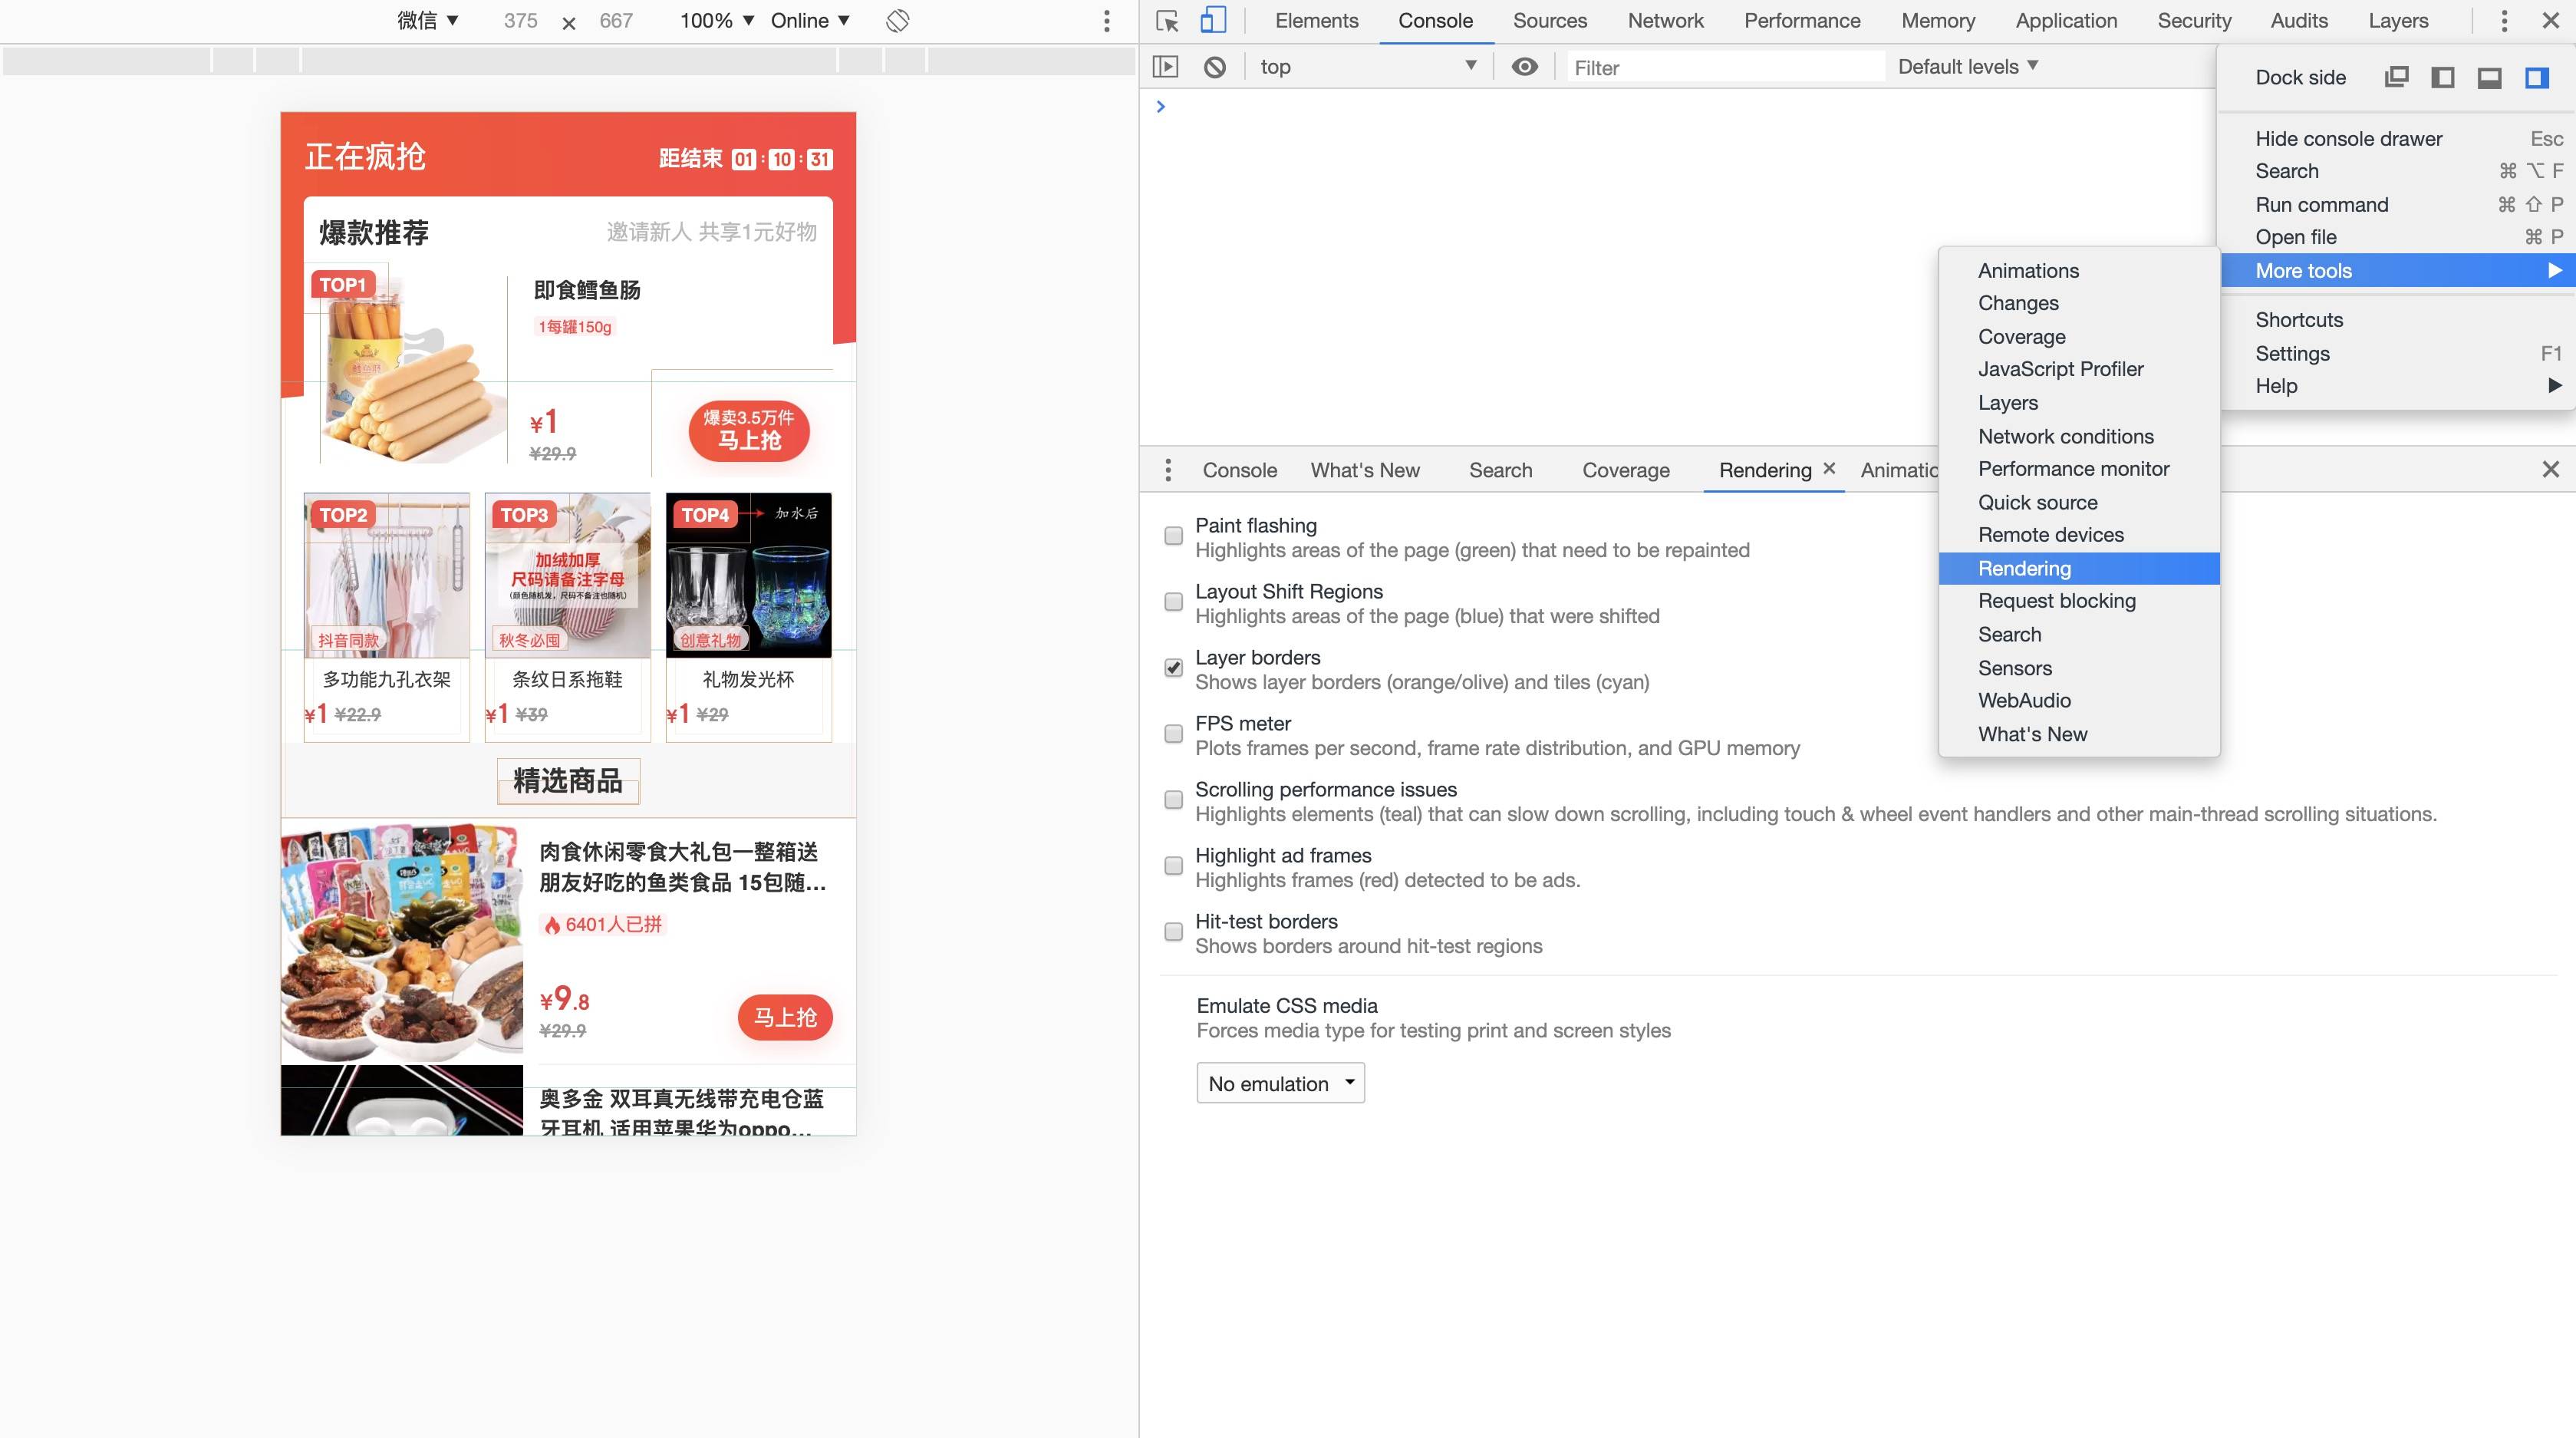 微信 ▼ 375 × 667 100% ▼ Online ▼
正在疯抢
距结束 01 : 10 : 31
爆款推荐
邀请新人 共享1元好物
TOP1
即食鳕鱼肠
1每罐150g
¥1
¥29.9
爆卖3.5万件
马上抢
TOP2
抖音同款
多功能九孔衣架
¥1 ¥22.9
TOP3
加绒加厚
尺码请备注字母
(颜色随机发，尺码不备注也随机)
秋冬必囤
条纹日系拖鞋
¥1 ¥39
TOP4
加水后
创意礼物
礼物发光杯
¥1 ¥29
精选商品
肉食休闲零食大礼包一整箱送
朋友好吃的鱼类食品 15包随...
6401人已拼
¥9.8
¥29.9
马上抢
奥多金 双耳真无线带充电仓蓝
牙耳机 适用苹果华为oppo...
Elements Console Sources Network Performance Memory Application Security Audits Layers
top ▼ Filter Default levels ▼
Dock side
Hide console drawer Esc
Search ⌘ ⌥ F
Run command ⌘ ⇧ P
Open file ⌘ P
More tools ▶
Shortcuts
Settings F1
Help ▶
Animations
Changes
Coverage
JavaScript Profiler
Layers
Network conditions
Performance monitor
Quick source
Remote devices
Rendering
Request blocking
Search
Sensors
WebAudio
What's New
Console What's New Search Coverage Rendering × Animatio
Paint flashing
Highlights areas of the page (green) that need to be repainted
Layout Shift Regions
Highlights areas of the page (blue) that were shifted
Layer borders
Shows layer borders (orange/olive) and tiles (cyan)
FPS meter
Plots frames per second, frame rate distribution, and GPU memory
Scrolling performance issues
Highlights elements (teal) that can slow down scrolling, including touch & wheel event handlers and other main-thread scrolling situations.
Highlight ad frames
Highlights frames (red) detected to be ads.
Hit-test borders
Shows borders around hit-test regions
Emulate CSS media
Forces media type for testing print and screen styles
No emulation